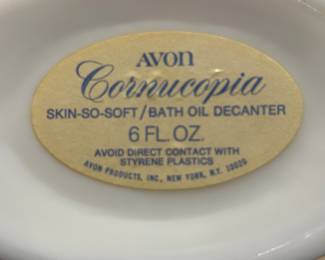 AVON
Cornucopia
SKIN-SO-SOFT/BATH OIL DECANTER
6 FL. OZ.
AVOID DIRECT CONTACT WITH
STYRENE PLASTICS
AVON PRODUCTS, INC., NEW YORK, N.Y. 10020